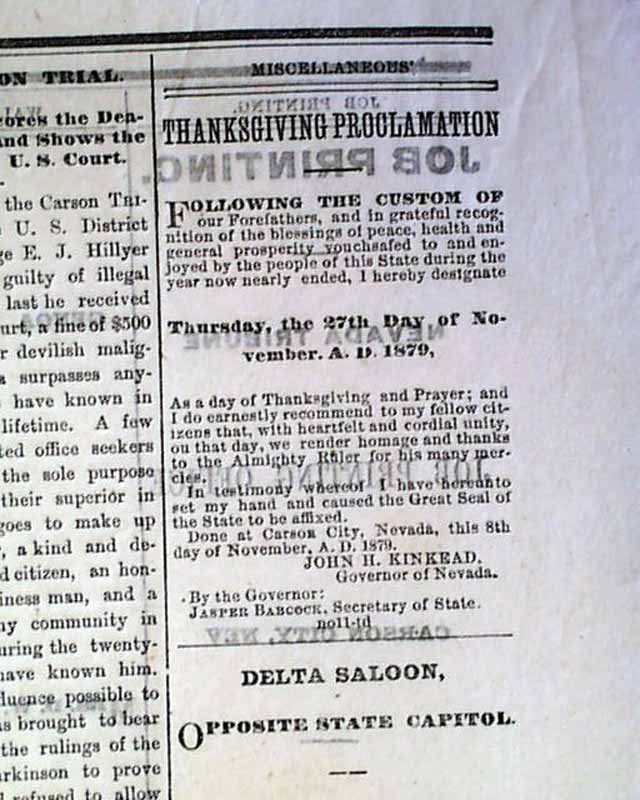 ON TRIAL.
ores the Dea-
and Shows the
U. S. Court.
the Carson TRI-
U. S. District
ge E. J. Hillyer
guilty of illegal
last he received
ourt, a fine of $500
r devilish malig-
s surpasses any-
have known in
lifetime. A few
ted office seekers
the sole purpose
their superior in
goes to make up
, a kind and de-
d citizen, an hon-
iness man, and a
ny community in
uring the twenty-
have known him.
fluence possible to
as brought to bear
the rulings of the
arkinson to prove
refused to allow
MISCELLANEOUS
THANKSGIVING PROCLAMATION
FOLLOWING THE CUSTOM OF
our Forefathers, and in grateful recog-
nition of the blessings of peace, health and
general prosperity vouchsafed to and en-
joyed by the people of this State during the
year now nearly ended, I hereby designate
Thursday, the 27th Day of No-
vember. A. D. 1879,
As a day of Thanksgiving and Prayer; and
I do earnestly recommend to my fellow cit-
izens that, with heartfelt and cordial unity,
on that day, we render homage and thanks
to the Almighty Ruler for his many mer-
cies.
In testimony whereof I have hereunto
set my hand and caused the Great Seal of
the State to be affixed.
Done at Carson City, Nevada, this 8th
day of November, A. D. 1879.
JOHN H. KINKEAD.
Governor of Nevada.
By the Governor:
JASPER BABCOCK, Secretary of State.
no11-td
DELTA SALOON,
OPPOSITE STATE CAPITOL.